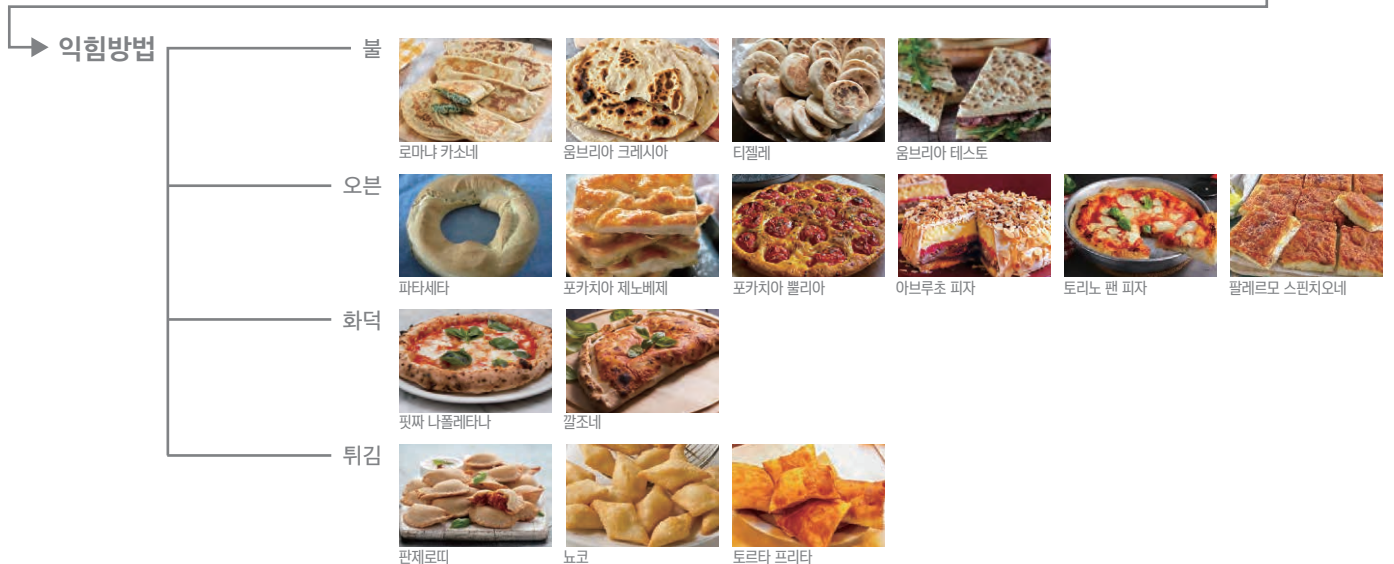 익힘방법
불
로마냐 카소네
움브리아 크레시아
티젤레
움브리아 테스토
오븐
파타세타
포카치아 제노베제
포카치아 뿔리아
아브루초 피자
토리노 팬 피자
팔레르모 스핀치오네
화덕
핏짜 나폴레타나
깔조네
튀김
판제로띠
뇨코
토르타 프리타